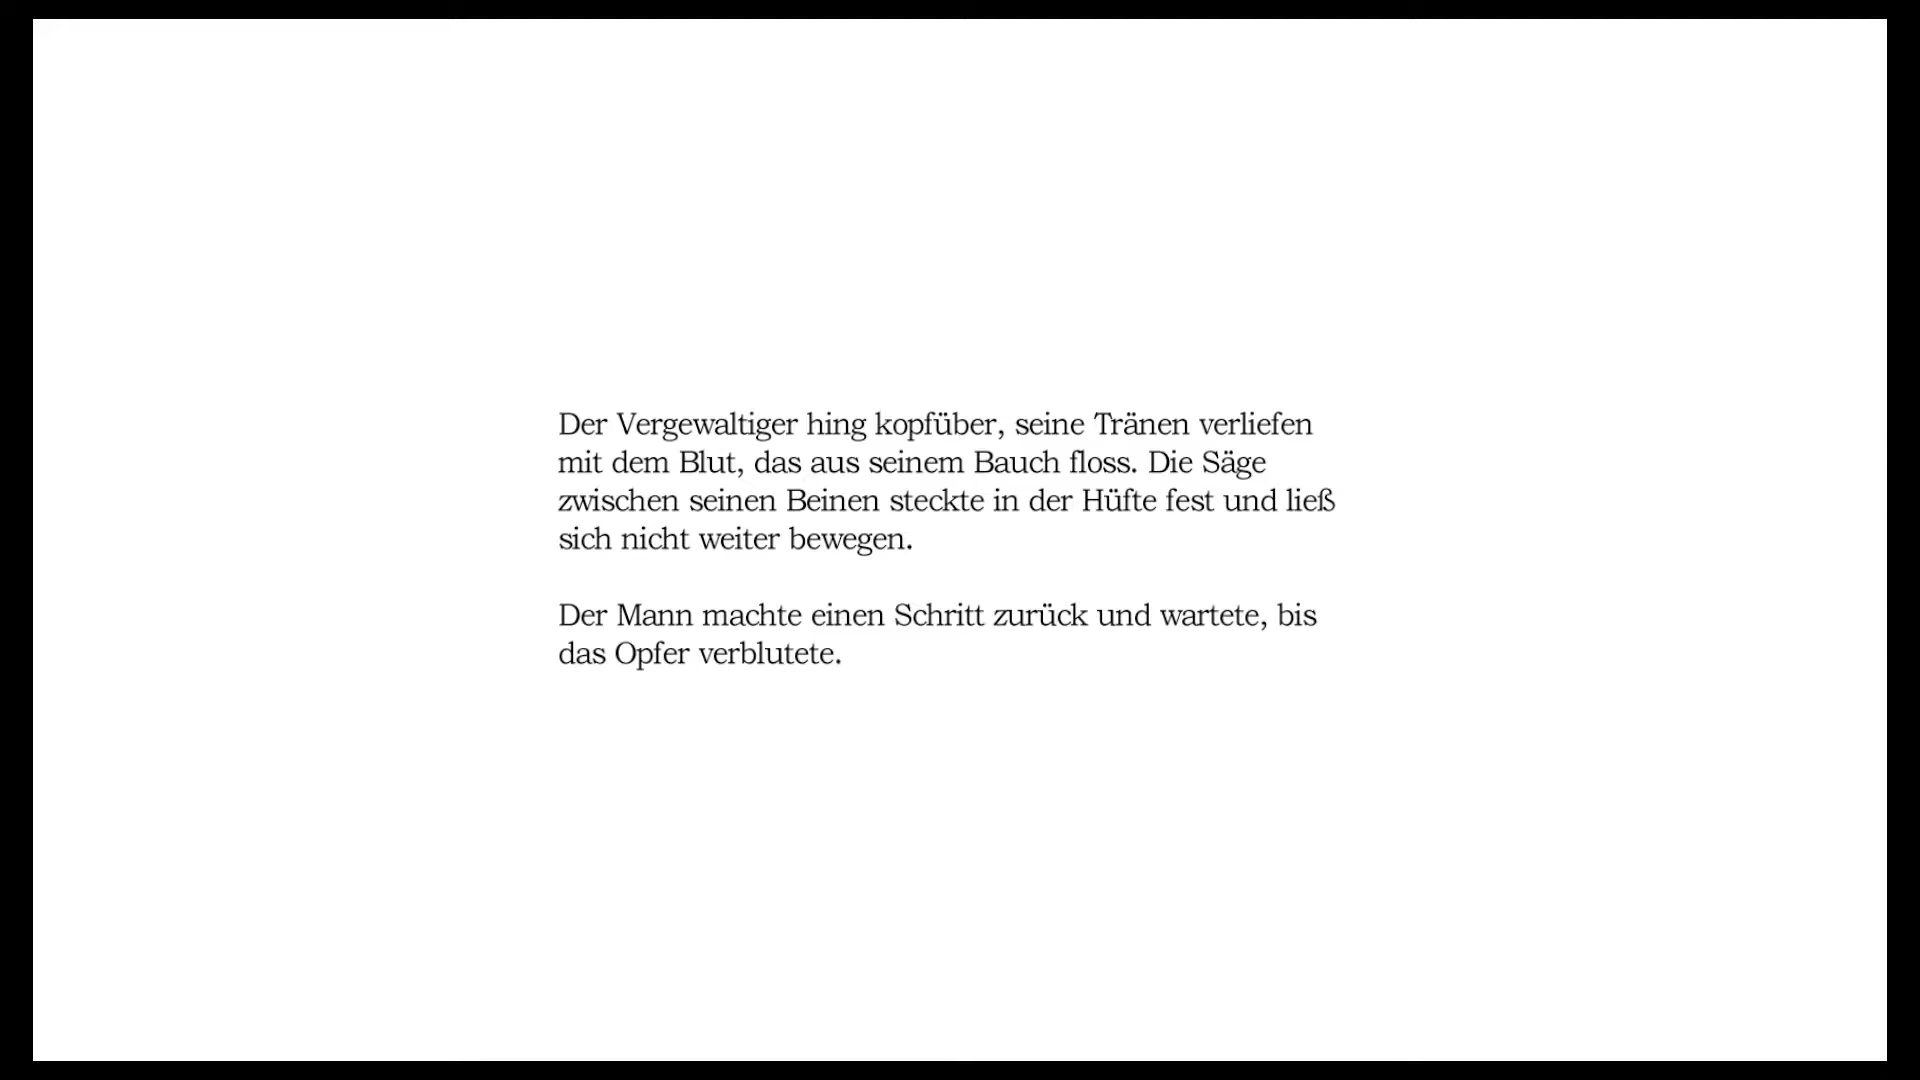 Der Vergewaltiger hing kopfüber, seine Tränen verliefen
mit dem Blut, das aus seinem Bauch floss. Die Säge
zwischen seinen Beinen steckte in der Hüfte fest und ließ
sich nicht weiter bewegen.
Der Mann machte einen Schritt zurück und wartete, bis
das Opfer verblutete.